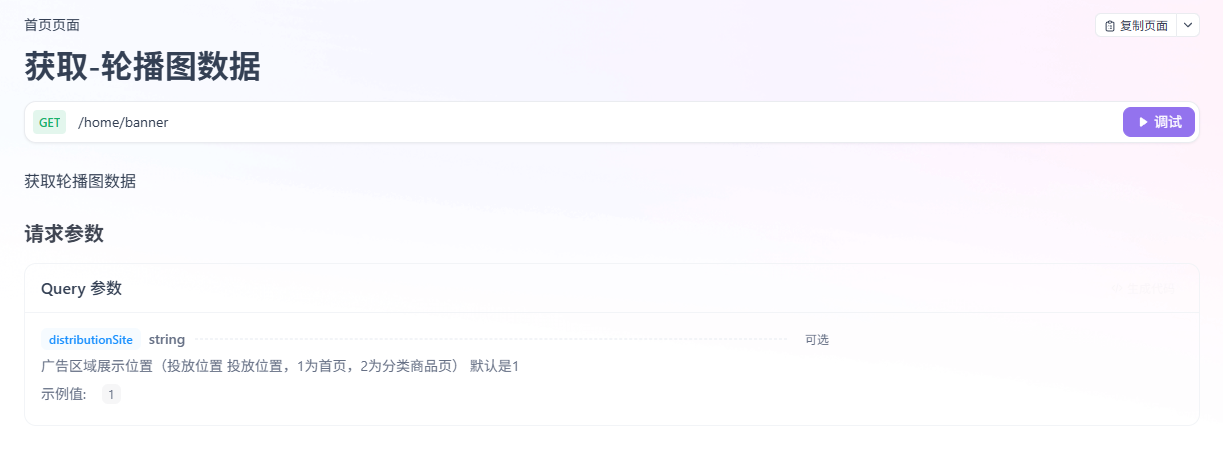 首页页面
复制页面
获取-轮播图数据
GET /home/banner
调试
获取轮播图数据
请求参数
Query 参数
distributionSite string 可选
广告区域展示位置（投放位置 投放位置，1为首页，2为分类商品页） 默认是1
示例值: 1